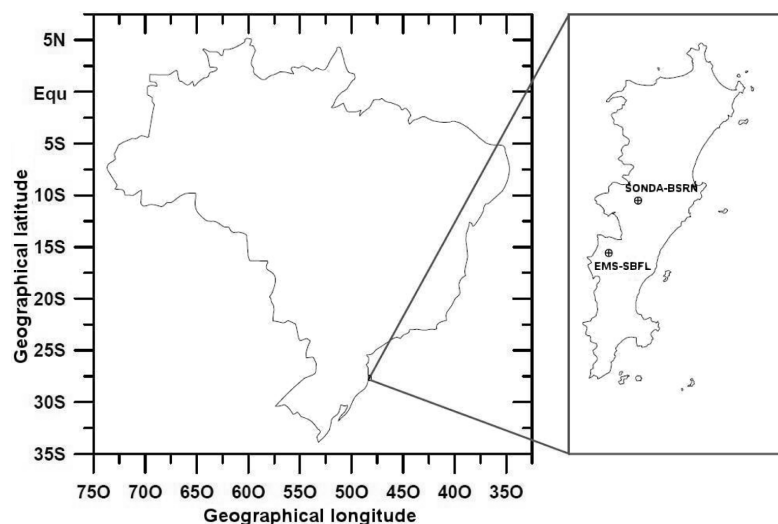 5N
Equ
5S
10S
15S
20S
25S
30S
35S
Geographical latitude
75O 70O 65O 60O 55O 50O 45O 40O 35O
Geographical longitude
SONDA-BSRN
EMS-SBFL